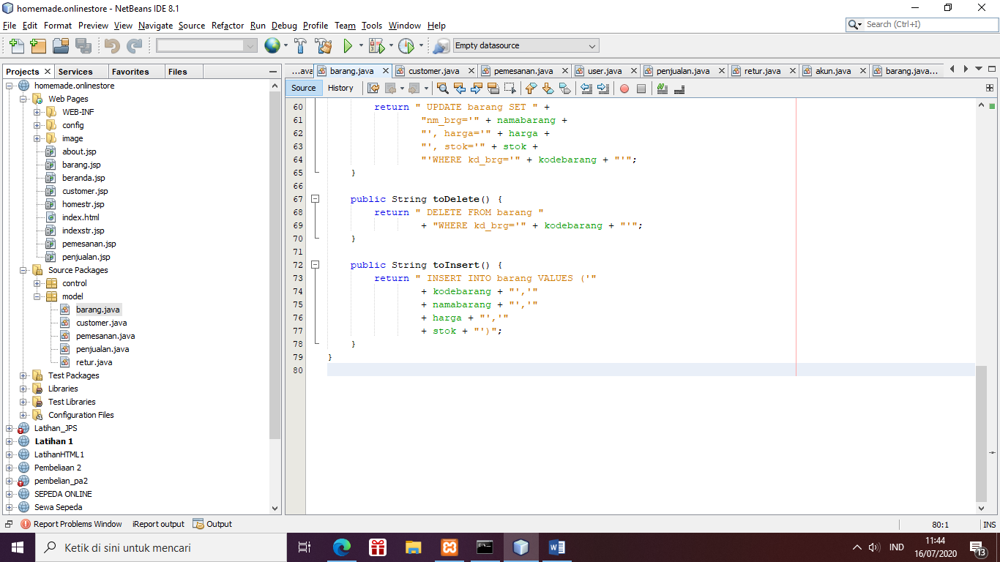 homemade.onlinestore - NetBeans IDE 8.1
File Edit Format Preview View Navigate Source Refactor Run Debug Profile Team Tools Window Help
Search (Ctrl+I)
Empty datasource
Projects Services Favorites Files
homemade.onlinestore
Web Pages
WEB-INF
config
image
about.jsp
barang.jsp
beranda.jsp
customer.jsp
homestr.jsp
index.html
indexstr.jsp
pemesanan.jsp
penjualan.jsp
Source Packages
control
model
barang.java
customer.java
pemesanan.java
penjualan.java
retur.java
Test Packages
Libraries
Test Libraries
Configuration Files
Latihan_JPS
Latihan 1
LatihanHTML1
Pembeliaan 2
pembelian_pa2
SEPEDA ONLINE
Sewa Sepeda
...ava barang.java customer.java pemesanan.java user.java penjualan.java retur.java akun.java barang.java...
Source History
60 return " UPDATE barang SET " +
61 "nm_brg='" + namabarang +
62 "', harga='" + harga +
63 "', stok='" + stok +
64 "'WHERE kd_brg='" + kodebarang + "'";
65 }
66
67 public String toDelete() {
68 return " DELETE FROM barang "
69 + "WHERE kd_brg='" + kodebarang + "'";
70 }
71
72 public String toInsert() {
73 return " INSERT INTO barang VALUES ('"
74 + kodebarang + "','"
75 + namabarang + "','"
76 + harga + "','"
77 + stok + "')";
78 }
79 }
80
Report Problems Window iReport output Output
80:1 INS
Ketik di sini untuk mencari
IND
11:44
16/07/2020
13